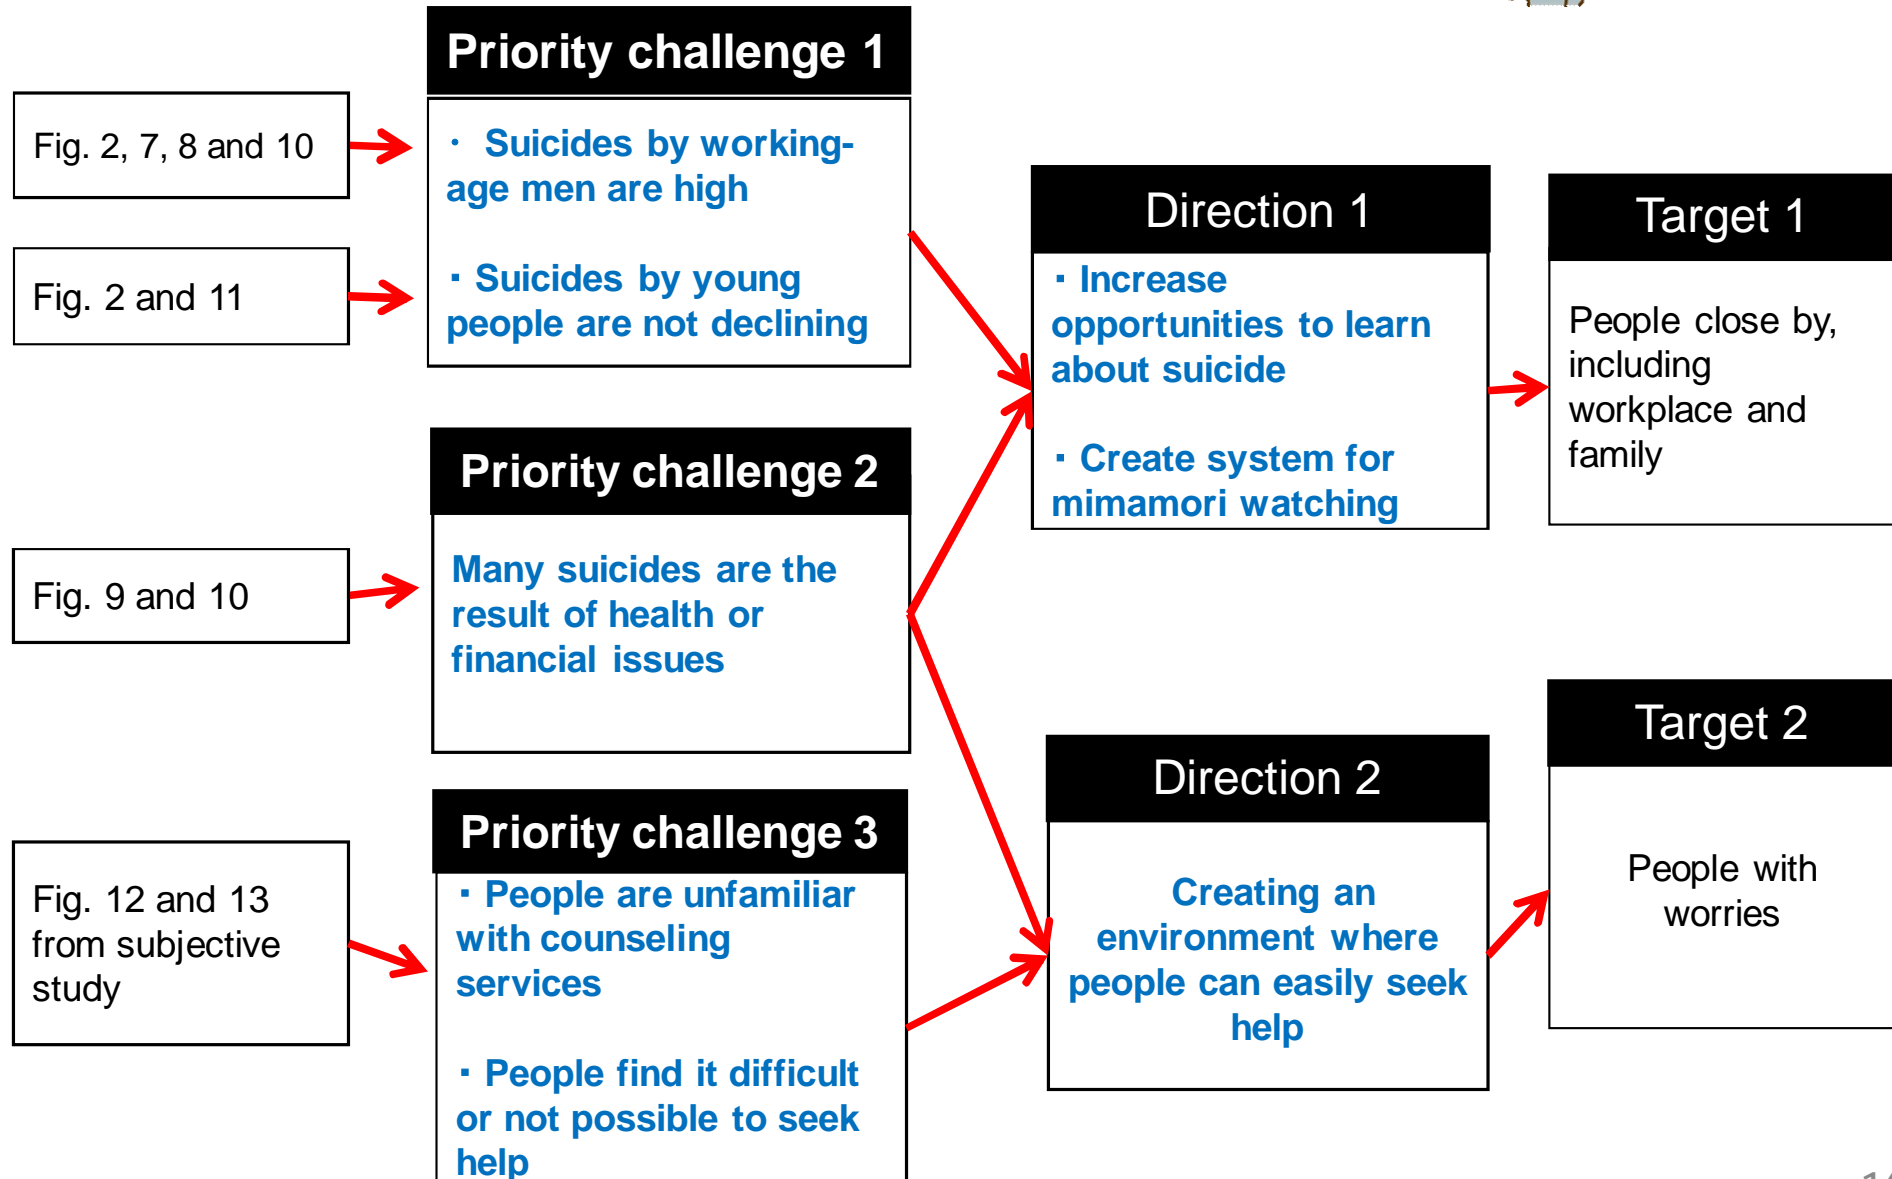 Priority challenge 1
Fig. 2, 7, 8 and 10
・ Suicides by working-
age men are high
Fig. 2 and 11
・Suicides by young
people are not declining
Priority challenge 2
Fig. 9 and 10
Many suicides are the
result of health or
financial issues
Priority challenge 3
Fig. 12 and 13
from subjective
study
・People are unfamiliar
with counseling
services
・People find it difficult
or not possible to seek
help
Direction 1
・Increase
opportunities to learn
about suicide
・Create system for
mimamori watching
Target 1
People close by,
including
workplace and
family
Direction 2
Creating an
environment where
people can easily seek
help
Target 2
People with
worries